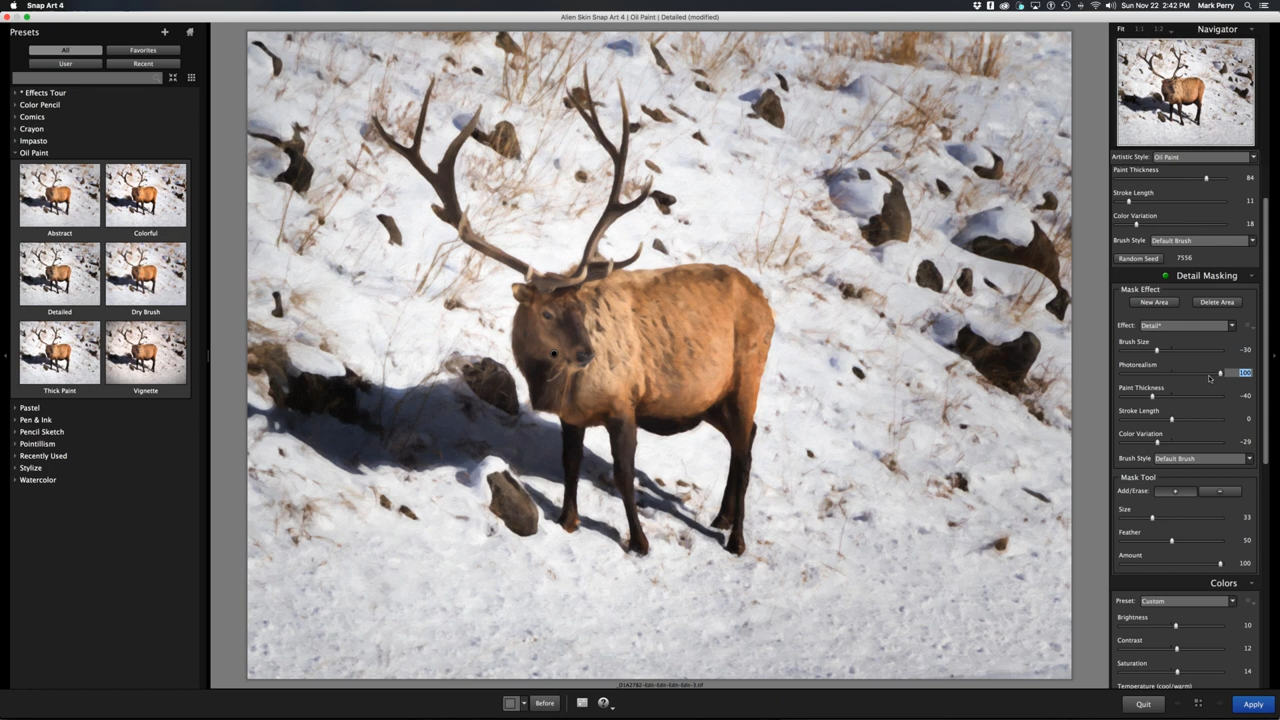 Snap Art 4
Sun Nov 22 2:42 PM Mark Perry
Alien Skin Snap Art 4 | Oil Paint | Detailed (modified)
Presets
All
Favorites
User
Recent
* Effects Tour
Color Pencil
Comics
Crayon
Impasto
Oil Paint
Abstract
Colorful
Detailed
Dry Brush
Thick Paint
Vignette
Pastel
Pen & Ink
Pencil Sketch
Pointillism
Recently Used
Stylize
Watercolor
Fit 1:1 1:2 Navigator
Artistic Style: Oil Paint
Paint Thickness
84
Stroke Length
11
Color Variation
18
Brush Style Default Brush
Random Seed 7556
Detail Masking
Mask Effect
New Area Delete Area
Effect: Detail*
Brush Size
-30
Photorealism
100
Paint Thickness
-40
Stroke Length
0
Color Variation
-29
Brush Style Default Brush
Mask Tool
Add/Erase: + -
Size
33
Feather
50
Amount
100
Colors
Preset: Custom
Brightness
10
Contrast
12
Saturation
14
Temperature (cool/warm)
Before
?
Quit
Apply